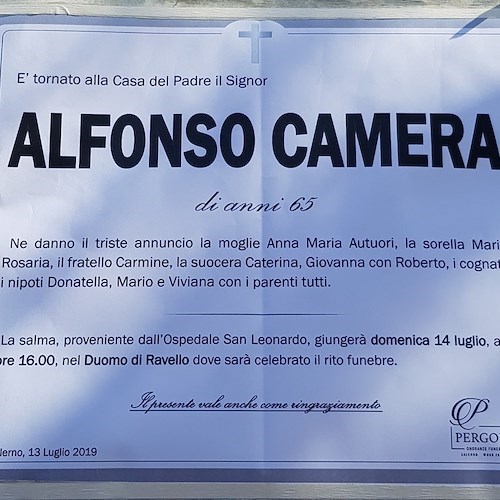 E' tornato alla Casa del Padre il Signor
ALFONSO CAMERA
di anni 65
Ne danno il triste annuncio la moglie Anna Maria Autuori, la sorella Mari
Rosaria, il fratello Carmine, la suocera Caterina, Giovanna con Roberto, i cognat
i nipoti Donatella, Mario e Viviana con i parenti tutti.
La salma, proveniente dall'Ospedale San Leonardo, giungerà domenica 14 luglio, a
ore 16.00, nel Duomo di Ravello dove sarà celebrato il rito funebre.
Il presente vale anche come ringraziamento
P
PERGO
ONORANZE FUNE
lerno, 13 Luglio 2019